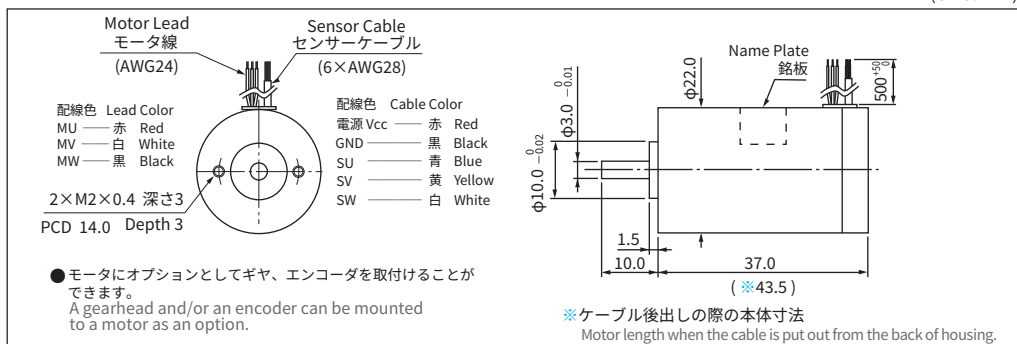 Motor Lead
モータ線
(AWG24)
Sensor Cable
センサーケーブル
(6×AWG28)
配線色 Lead Color
MU 赤 Red
MV 白 White
MW 黒 Black
配線色 Cable Color
電源 Vcc 赤 Red
GND 黒 Black
SU 青 Blue
SV 黄 Yellow
SW 白 White
2×M2×0.4 深さ3
PCD 14.0 Depth 3
●モータにオプションとしてギヤ、エンコーダを取付けることが
できます。
A gearhead and/or an encoder can be mounted
to a motor as an option.
Name Plate
銘板
φ22.0
500 +50 0
φ3.0 0 -0.01
φ10.0 0 -0.02
1.5
10.0
37.0
(※43.5)
※ケーブル後出しの際の本体寸法
Motor length when the cable is put out from the back of housing.